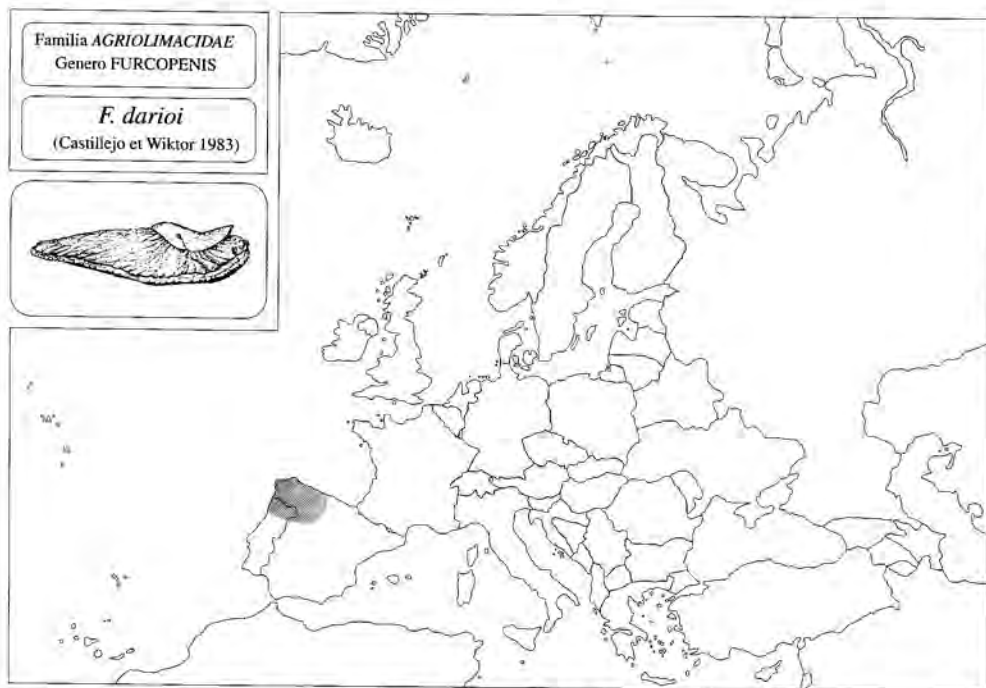 Familia AGRIOLIMACIDAE
Genero FURCOPENIS
F. darioi
(Castillejo et Wiktor 1983)